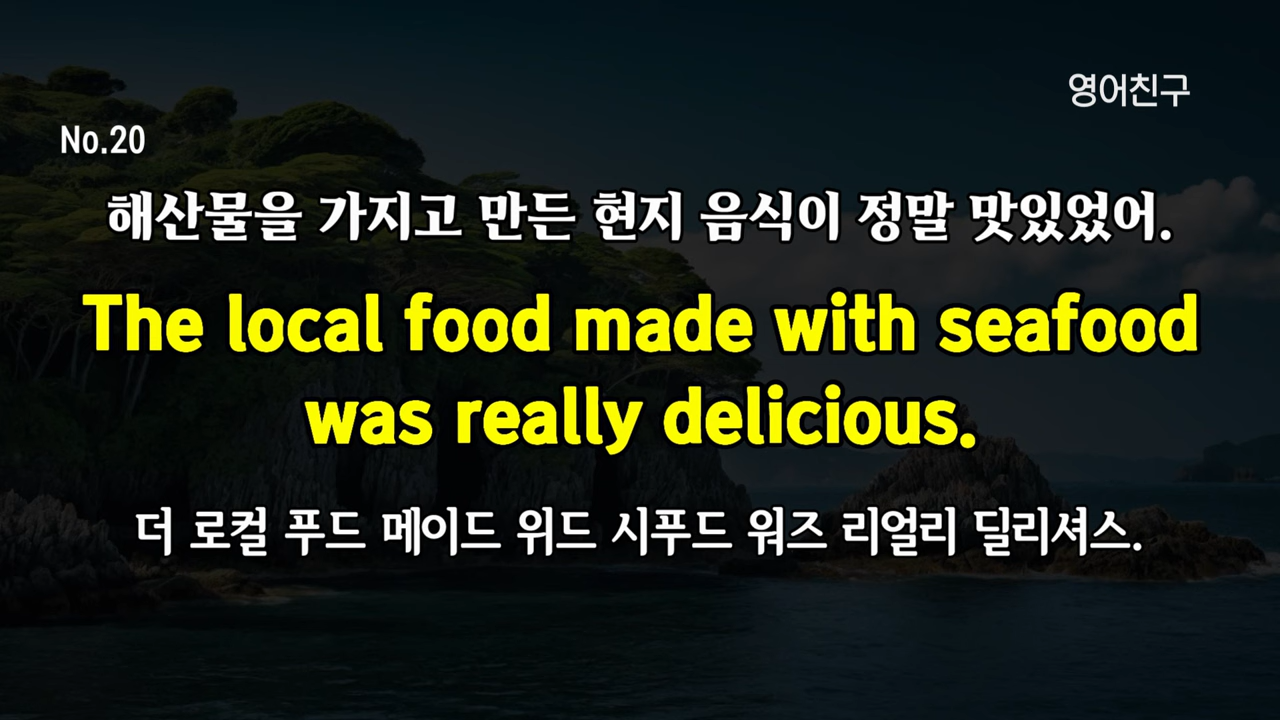 영어친구
No.20
해산물을 가지고 만든 현지 음식이 정말 맛있었어.
The local food made with seafood
was really delicious.
더 로컬 푸드 메이드 위드 시푸드 워즈 리얼리 딜리셔스.